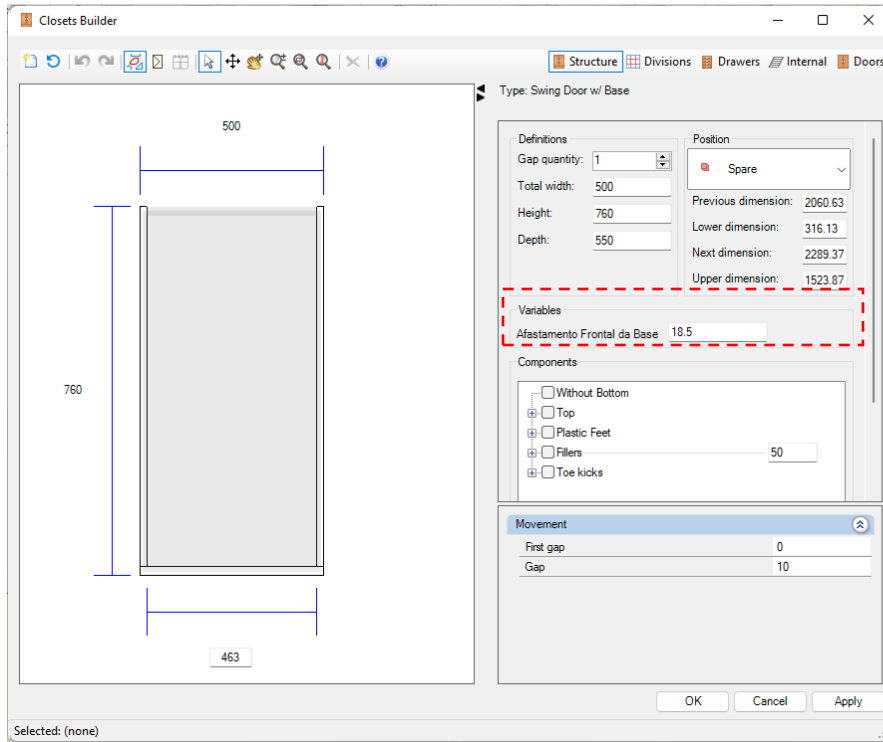 Closets Builder
Structure Divisions Drawers Internal Doors
Type: Swing Door w/ Base
500
760
463
Definitions
Gap quantity: 1
Total width: 500
Height: 760
Depth: 550
Position
Spare
Previous dimension: 2060.63
Lower dimension: 316.13
Next dimension: 2289.37
Upper dimension: 1523.87
Variables
Afastamento Frontal da Base 18.5
Components
Without Bottom
Top
Plastic Feet
Fillers 50
Toe kicks
Movement
First gap 0
Gap 10
OK Cancel Apply
Selected: (none)